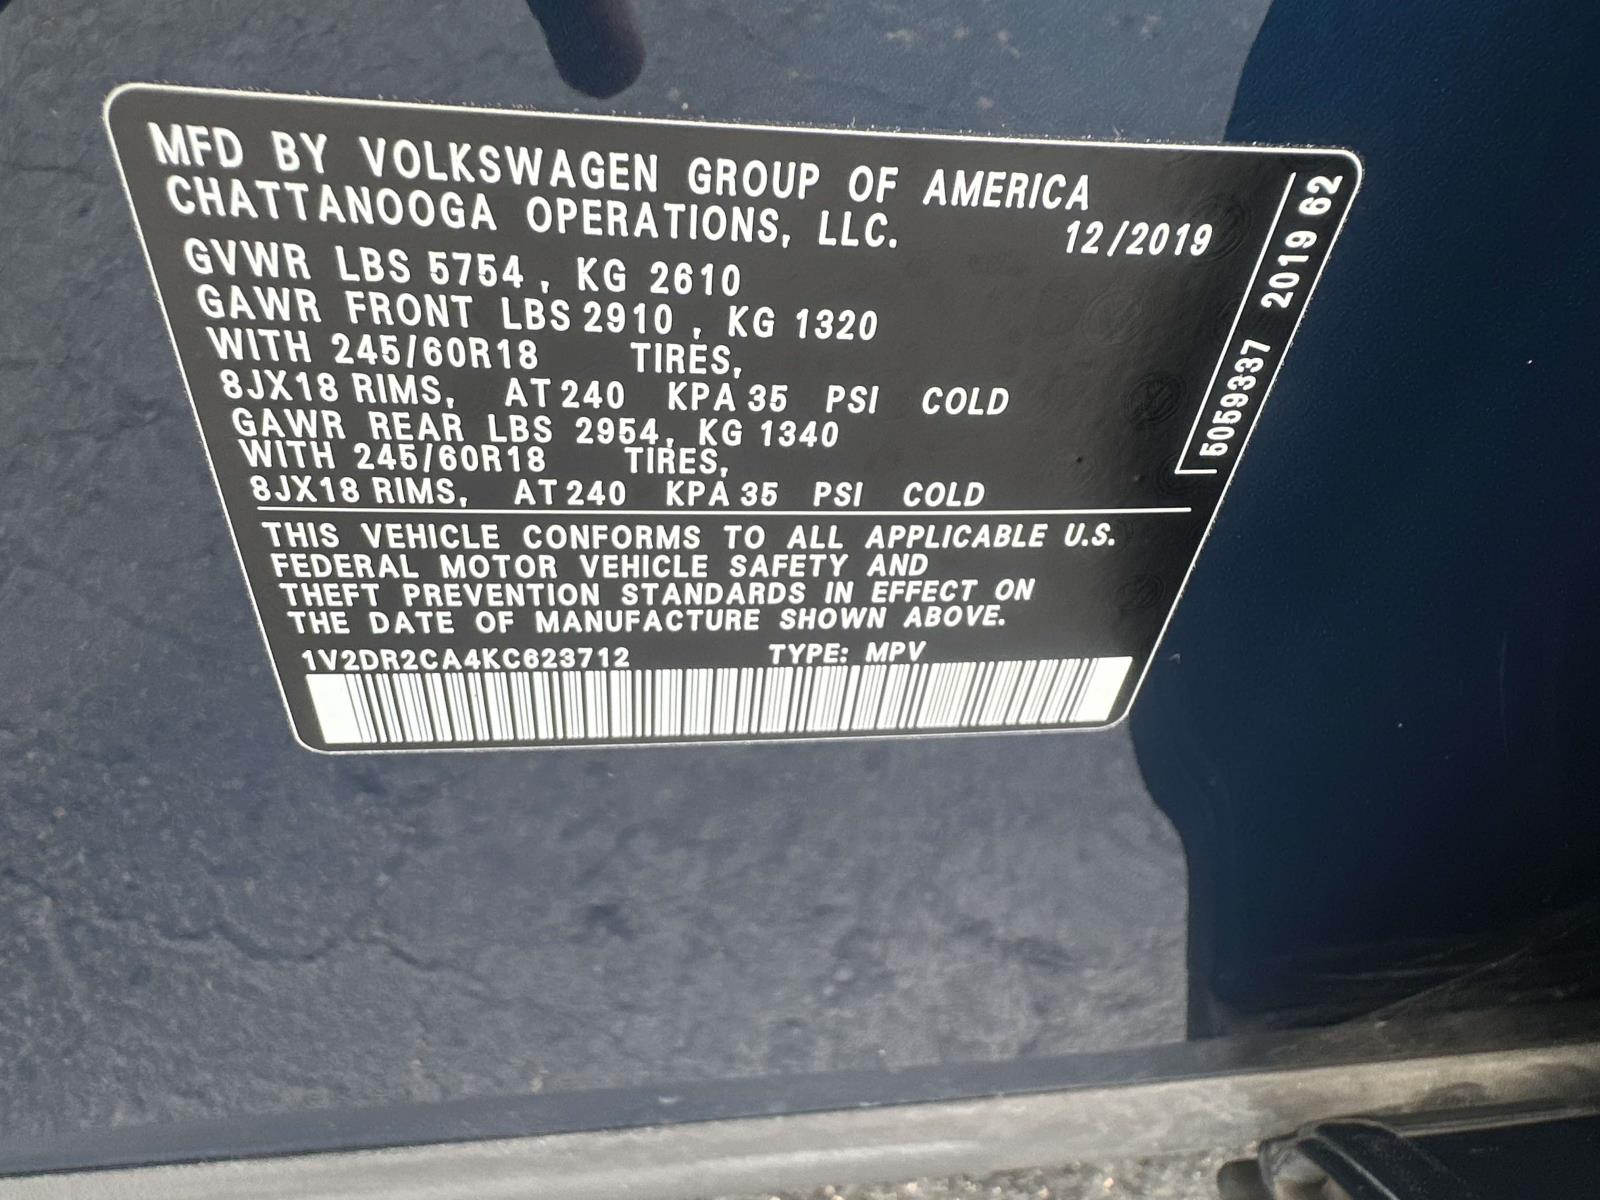 MFD BY VOLKSWAGEN GROUP OF AMERICA
CHATTANOOGA OPERATIONS, LLC. 12/2019
GVWR LBS 5754 , KG 2610
GAWR FRONT LBS 2910 , KG 1320
WITH 245/60R18 TIRES,
8JX18 RIMS, AT 240 KPA 35 PSI COLD
GAWR REAR LBS 2954, KG 1340
WITH 245/60R18 TIRES,
8JX18 RIMS, AT 240 KPA 35 PSI COLD
THIS VEHICLE CONFORMS TO ALL APPLICABLE U.S.
FEDERAL MOTOR VEHICLE SAFETY AND
THEFT PREVENTION STANDARDS IN EFFECT ON
THE DATE OF MANUFACTURE SHOWN ABOVE.
1V2DR2CA4KC623712 TYPE: MPV
5059337 2019 62